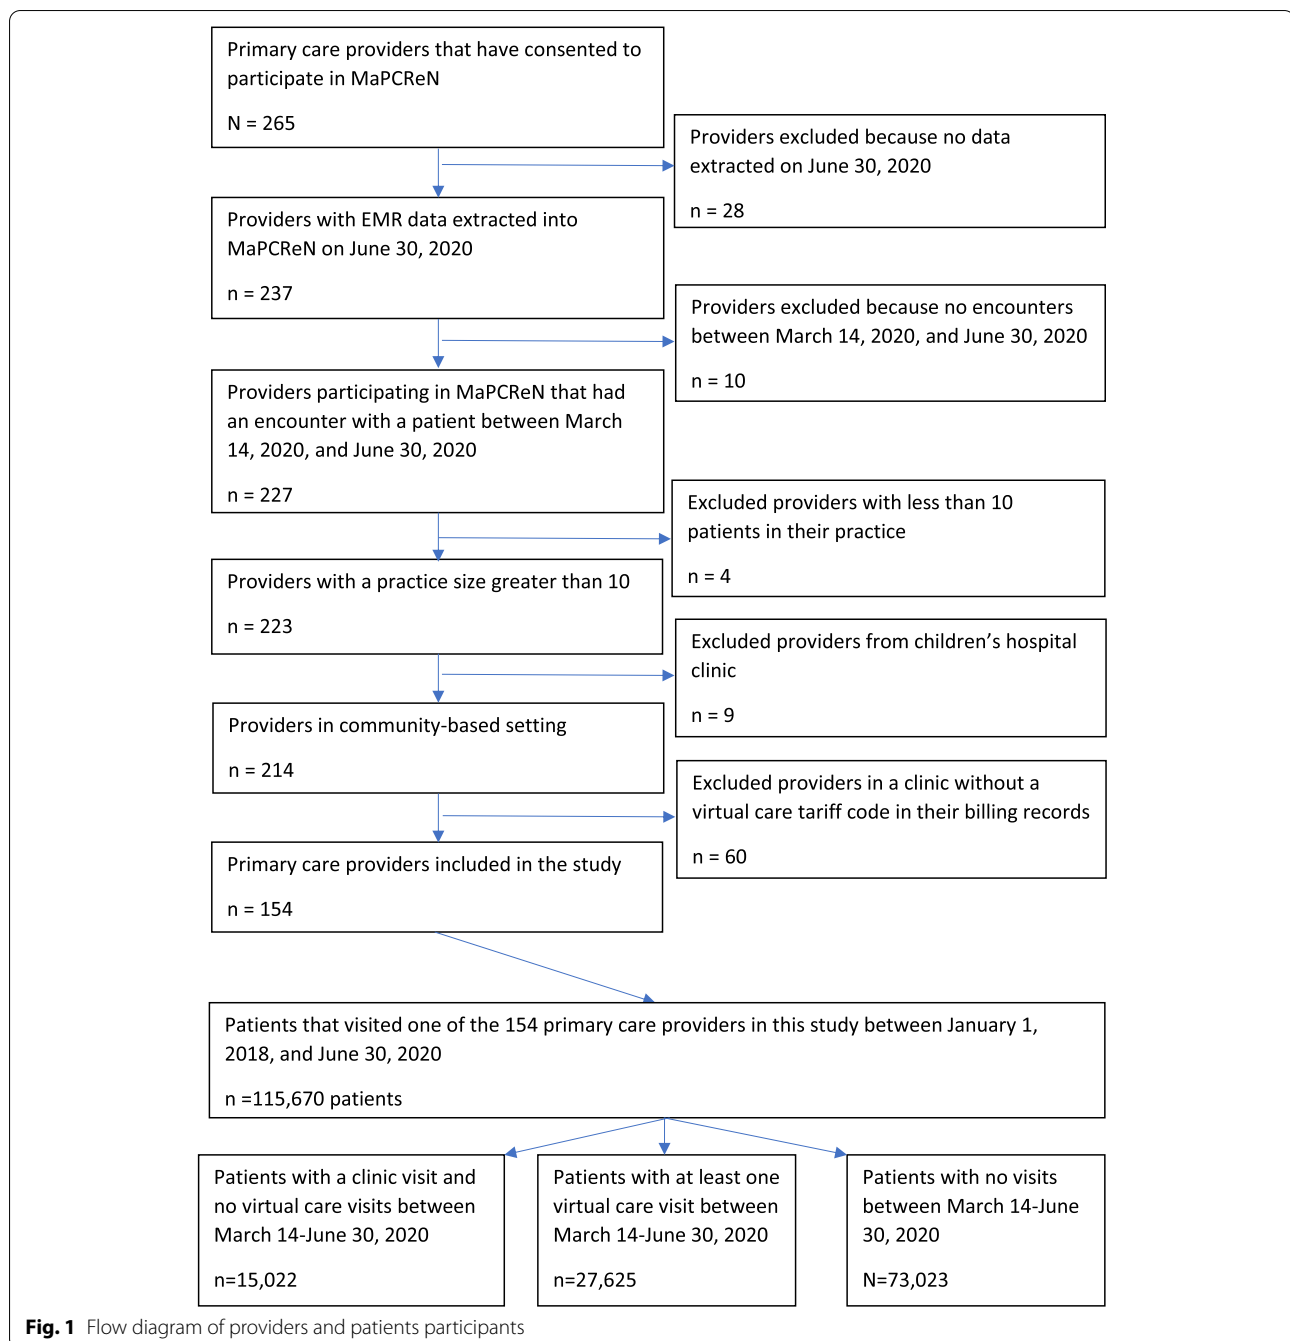 Primary care providers that have consented to
participate in MaPCReN
N = 265
Providers excluded because no data
extracted on June 30, 2020
n = 28
Providers with EMR data extracted into
MaPCReN on June 30, 2020
n = 237
Providers excluded because no encounters
between March 14, 2020, and June 30, 2020
n = 10
Providers participating in MaPCReN that had
an encounter with a patient between March
14, 2020, and June 30, 2020
n = 227
Excluded providers with less than 10
patients in their practice
n = 4
Providers with a practice size greater than 10
n = 223
Excluded providers from children’s hospital
clinic
n = 9
Providers in community-based setting
n = 214
Excluded providers in a clinic without a
virtual care tariff code in their billing records
n = 60
Primary care providers included in the study
n = 154
Patients that visited one of the 154 primary care providers in this study between January 1,
2018, and June 30, 2020
n =115,670 patients
Patients with a clinic visit and
no virtual care visits between
March 14-June 30, 2020
n=15,022
Patients with at least one
virtual care visit between
March 14-June 30, 2020
n=27,625
Patients with no visits
between March 14-June
30, 2020
N=73,023
Fig. 1 Flow diagram of providers and patients participants